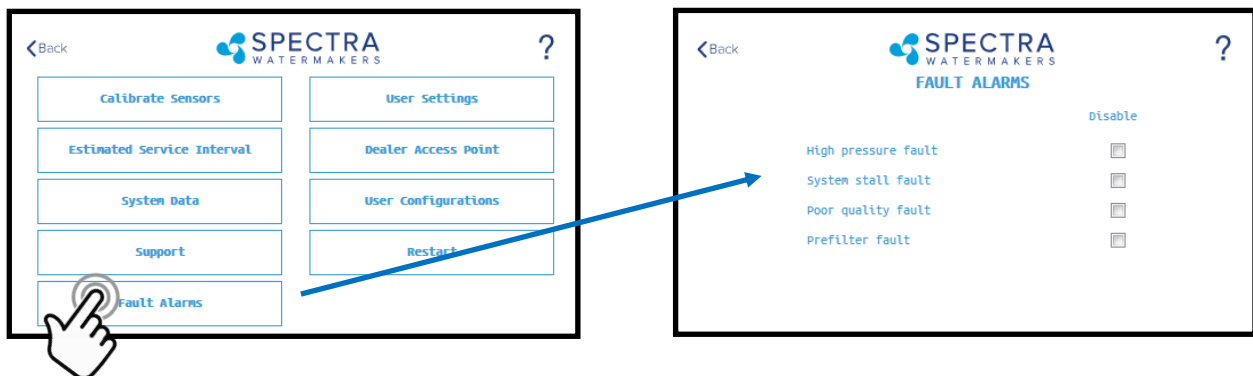 Back
SPECTRA
WATERMAKERS
?
Calibrate Sensors
User Settings
Estimated Service Interval
Dealer Access Point
System Data
User Configurations
Support
Restart
Fault Alarms
Back
SPECTRA
WATERMAKERS
?
FAULT ALARMS
Disable
High pressure fault
System stall fault
Poor quality fault
Prefilter fault